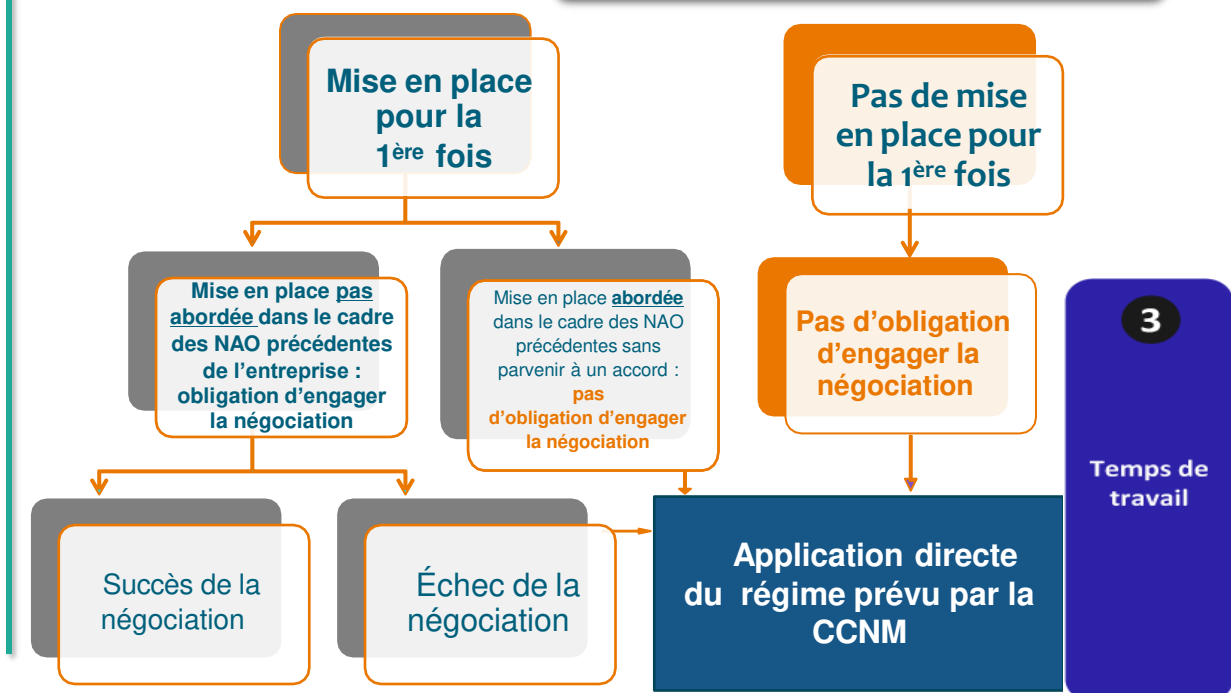 Mise en place
pour la
1ère fois
Pas de mise
en place pour
la 1ère fois
Mise en place pas
abordée dans le cadre
des NAO précédentes
de l’entreprise :
obligation d’engager
la négociation
Mise en place abordée
dans le cadre des NAO
précédentes sans
parvenir à un accord :
pas
d’obligation d’engager
la négociation
Pas d’obligation
d’engager la
négociation
3
Temps de
travail
Succès de la
négociation
Échec de la
négociation
Application directe
du régime prévu par la
CCNM